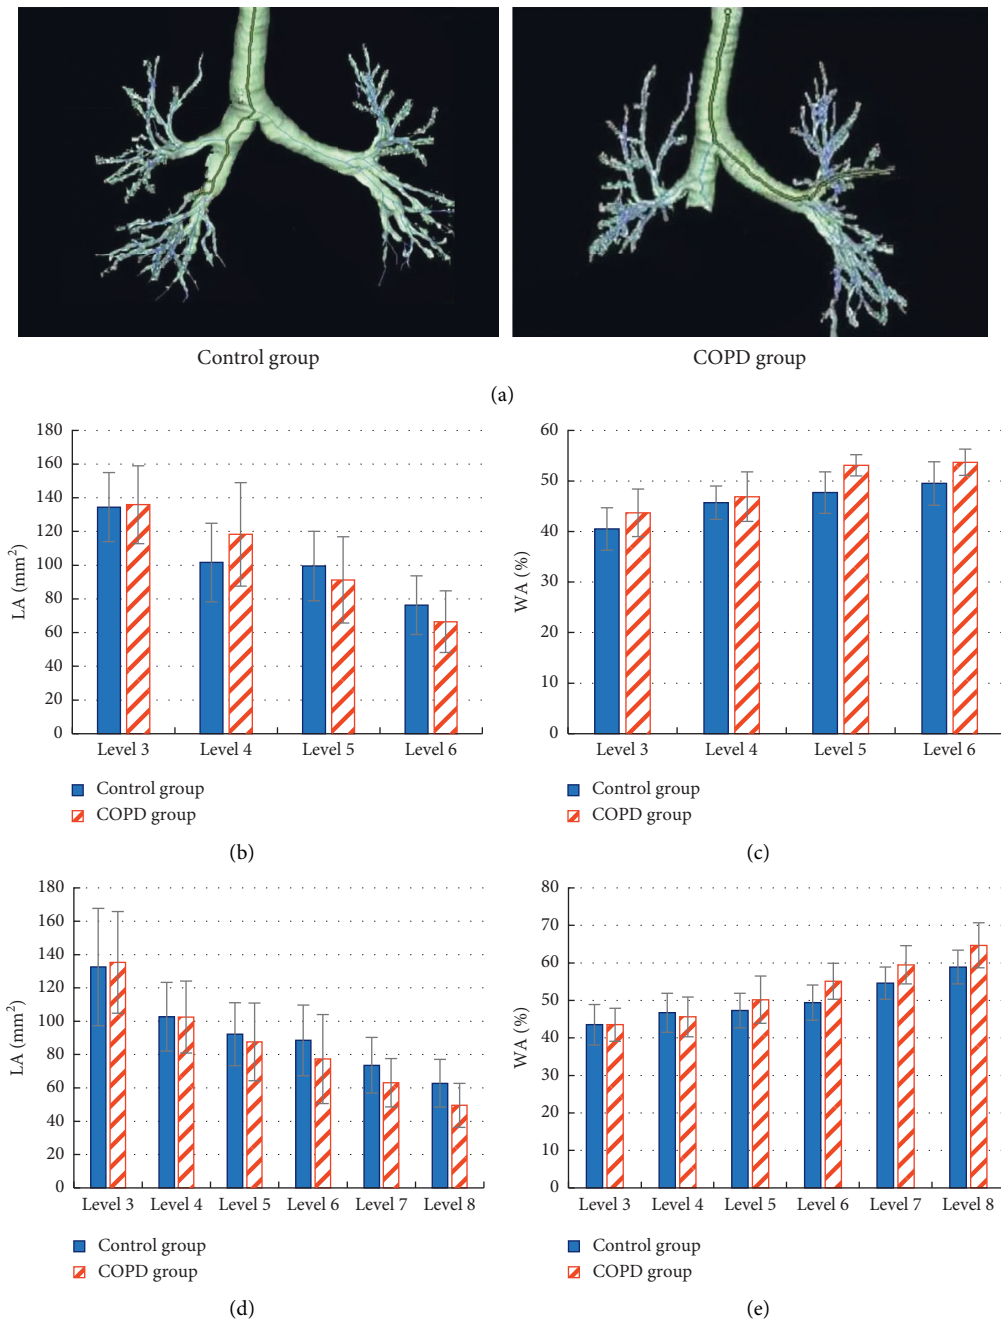 Control group
COPD group
(a)
180
160
140
120
100
80
60
40
20
0
LA (mm²)
Level 3
Level 4
Level 5
Level 6
Control group
COPD group
(b)
60
50
40
30
20
10
0
WA (%)
Level 3
Level 4
Level 5
Level 6
Control group
COPD group
(c)
180
160
140
120
100
80
60
40
20
0
LA (mm²)
Level 3
Level 4
Level 5
Level 6
Level 7
Level 8
Control group
COPD group
(d)
80
70
60
50
40
30
20
10
0
WA (%)
Level 3
Level 4
Level 5
Level 6
Level 7
Level 8
Control group
COPD group
(e)